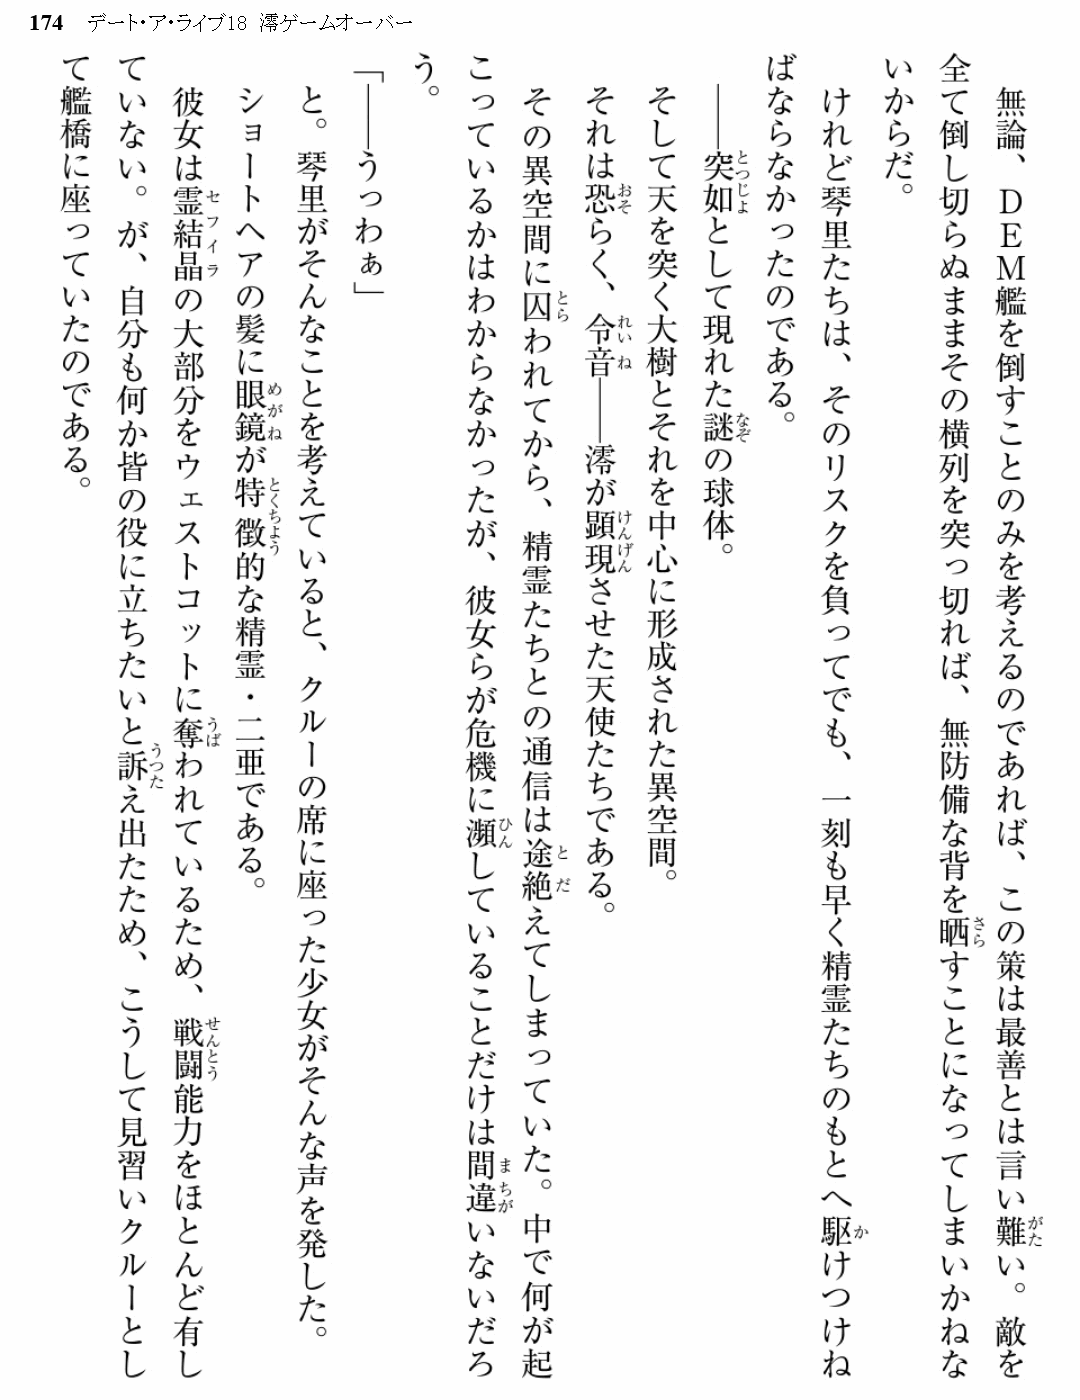 174 デート・ア・ライブ18 澪ゲームオーバー
無論、DEM艦を倒すことのみを考えるのであれば、この策は最善とは言い難い。敵を
全て倒し切らぬままその横列を突っ切れば、無防備な背を晒すことになってしまいかねな
いからだ。
けれど琴里たちは、そのリスクを負ってでも、一刻も早く精霊たちのもとへ駆けつけね
ばならなかったのである。
――突如として現れた謎の球体。
そして天を突く大樹とそれを中心に形成された異空間。
それは恐らく、令音――澪が顕現させた天使たちである。
その異空間に囚われてから、精霊たちとの通信は途絶えてしまっていた。中で何が起
こっているかはわからなかったが、彼女らが危機に瀕していることだけは間違いないだろ
う。
「――うっわぁ」
と。琴里がそんなことを考えていると、クルーの席に座った少女がそんな声を発した。
ショートヘアの髪に眼鏡が特徴的な精霊・二亜である。
彼女は霊結晶の大部分をウェストコットに奪われているため、戦闘能力をほとんど有し
ていない。が、自分も何か皆の役に立ちたいと訴え出たため、こうして見習いクルーとし
て艦橋に座っていたのである。